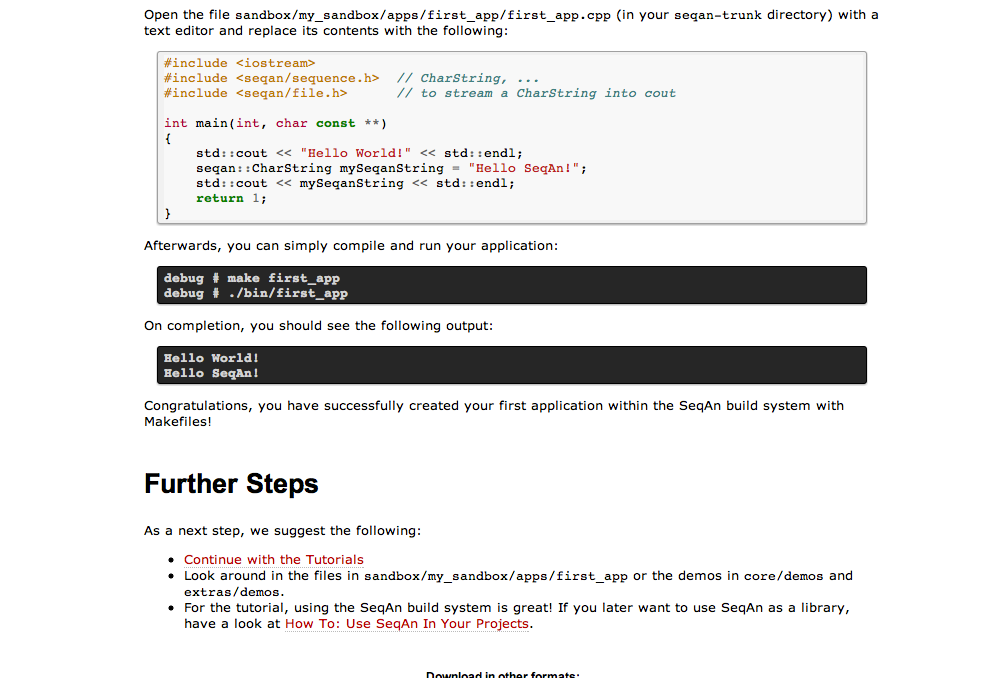 Open the file sandbox/my_sandbox/apps/first_app/first_app.cpp (in your seqan-trunk directory) with a
text editor and replace its contents with the following:
#include <iostream>
#include <seqan/sequence.h>  // CharString, ...
#include <seqan/file.h>      // to stream a CharString into cout
int main(int, char const **)
{
    std::cout << "Hello World!" << std::endl;
    seqan::CharString mySeqanString = "Hello SeqAn!";
    std::cout << mySeqanString << std::endl;
    return 1;
}
Afterwards, you can simply compile and run your application:
debug # make first_app
debug # ./bin/first_app
On completion, you should see the following output:
Hello World!
Hello SeqAn!
Congratulations, you have successfully created your first application within the SeqAn build system with
Makefiles!
Further Steps
As a next step, we suggest the following:
• Continue with the Tutorials
• Look around in the files in sandbox/my_sandbox/apps/first_app or the demos in core/demos and
extras/demos.
• For the tutorial, using the SeqAn build system is great! If you later want to use SeqAn as a library,
have a look at How To: Use SeqAn In Your Projects.
Download in other formats: